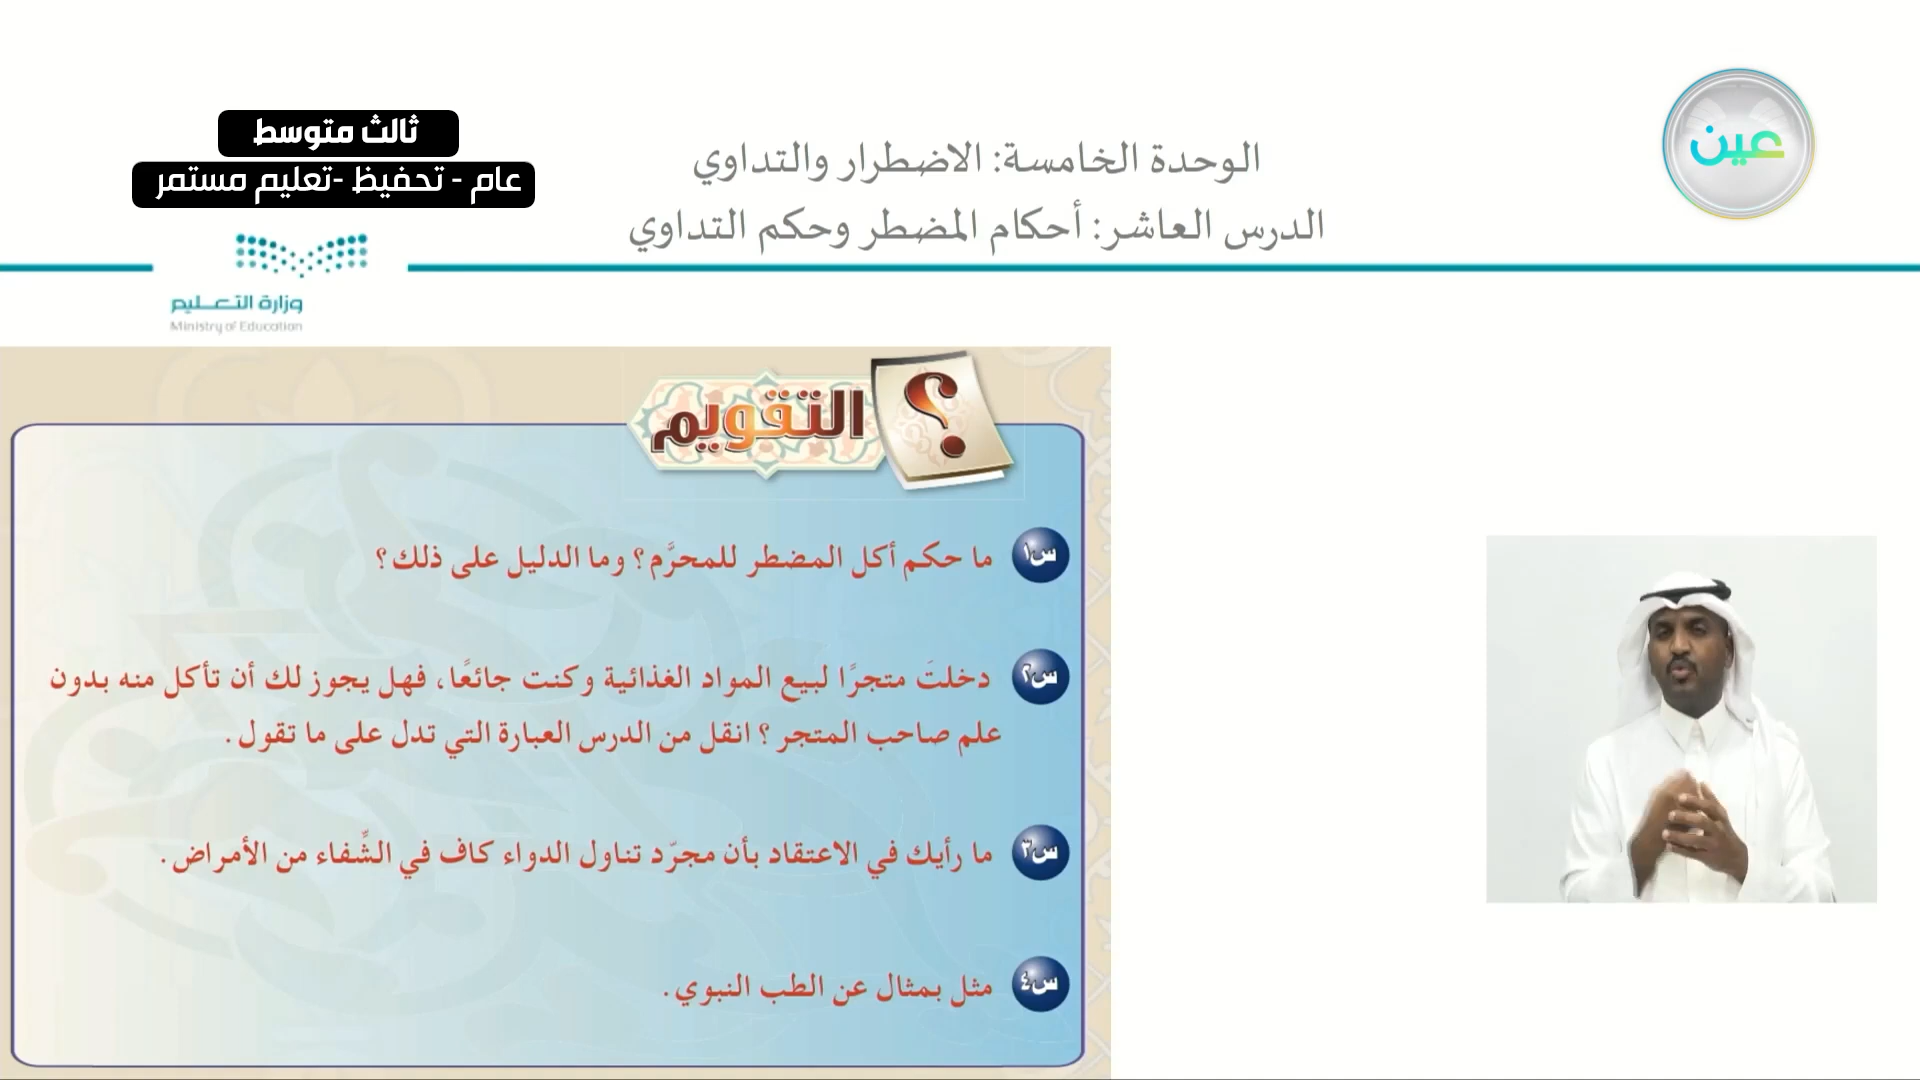 ثالث متوسط
عام - تحفيظ -تعليم مستمر
الوحدة الخامسة: الاضطرار والتداوي
الدرس العاشر: أحكام المضطر وحكم التداوي
عين
وزارة التعـــليم
Ministry of Education
التقويم ؟
س١ ما حكم أكل المضطر للمحرَّم؟ وما الدليل على ذلك؟
س٢ دخلتَ متجرًا لبيع المواد الغذائية وكنت جائعًا، فهل يجوز لك أن تأكل منه بدون
علم صاحب المتجر؟ انقل من الدرس العبارة التي تدل على ما تقول.
س٣ ما رأيك في الاعتقاد بأن مجرّد تناول الدواء كاف في الشِّفاء من الأمراض.
س٤ مثل بمثال عن الطب النبوي.